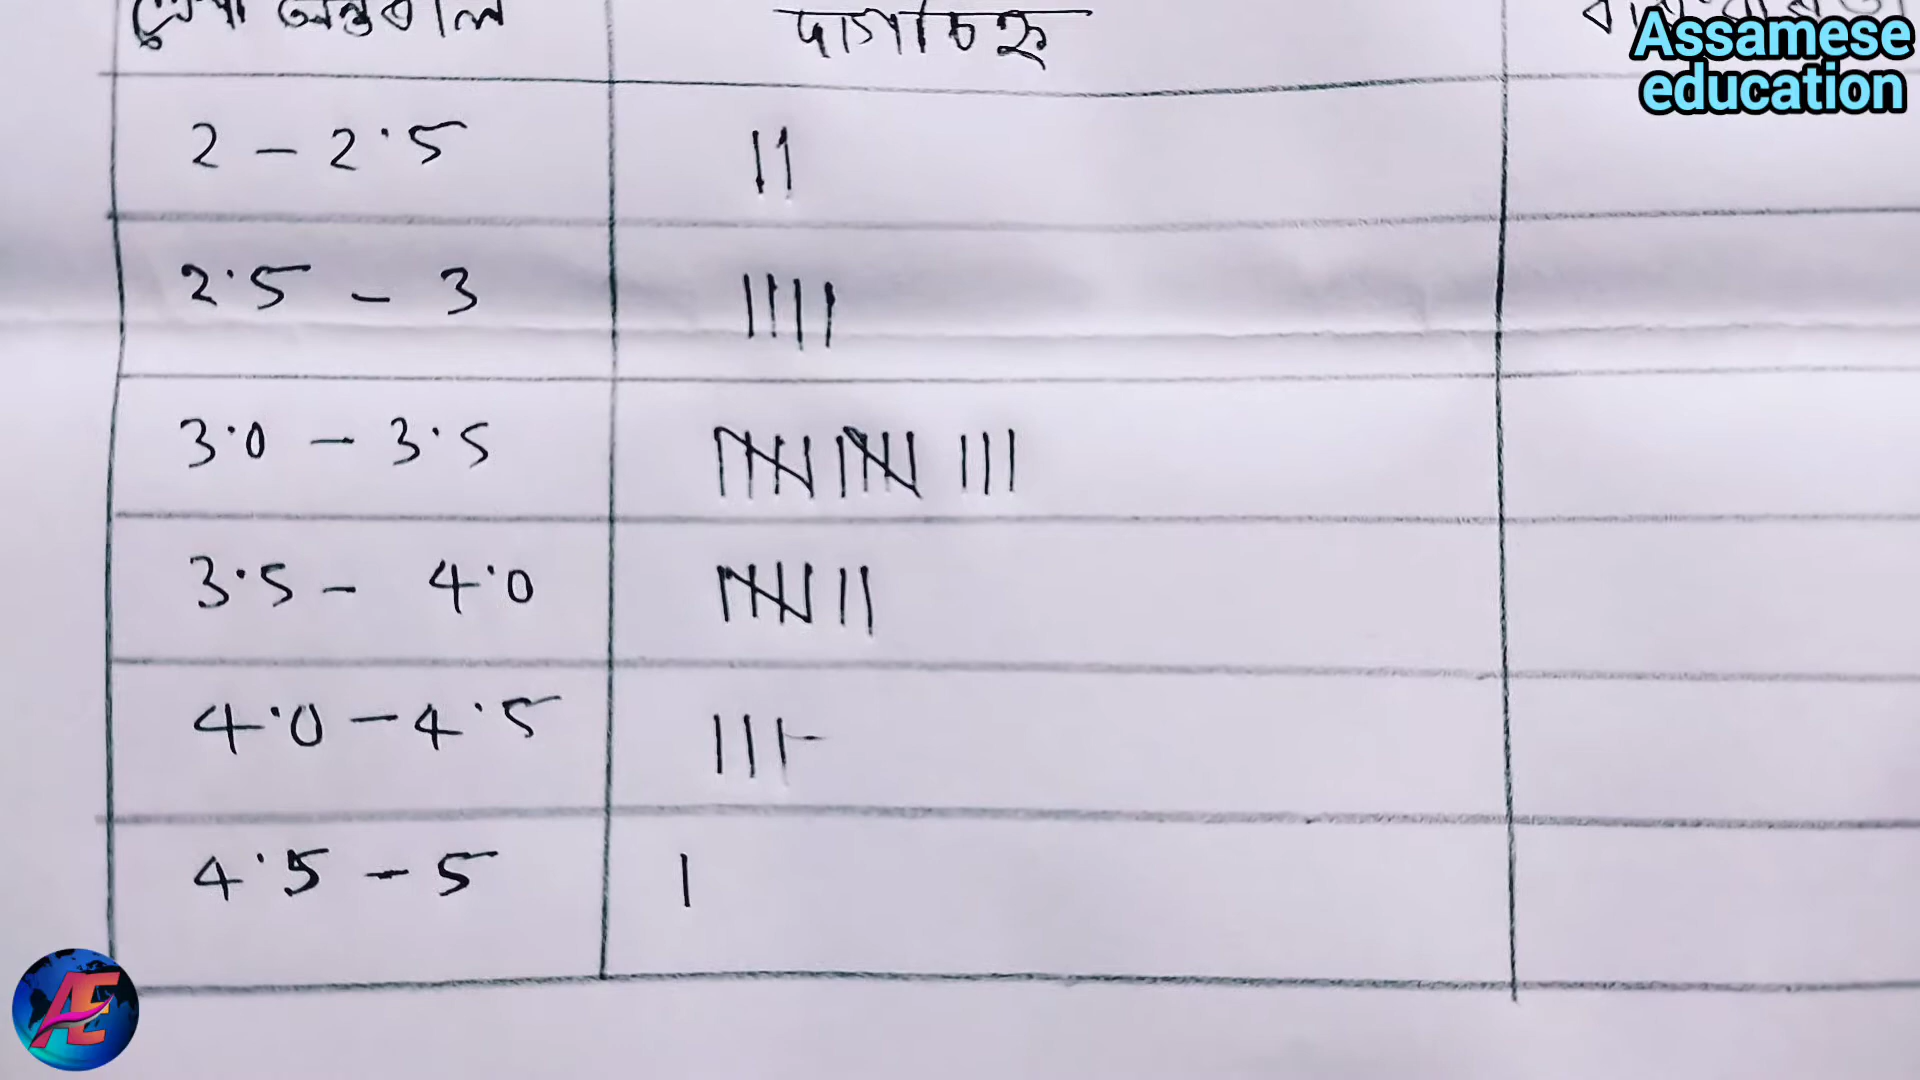 শ্ৰেণী অন্তৰাল দাগচিহ্ন
Assamese
education
2 - 2.5 ||
2.5 - 3 ||||
3.0 - 3.5 |||| |||| |||
3.5 - 4.0 |||| ||
4.0 - 4.5 |||
4.5 - 5 |
AE